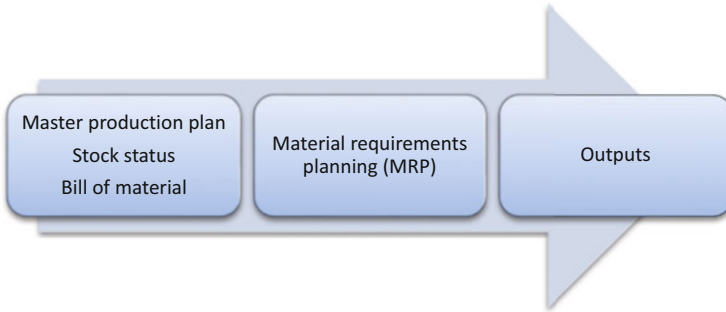 Master production plan
Stock status
Bill of material
Material requirements
planning (MRP)
Outputs